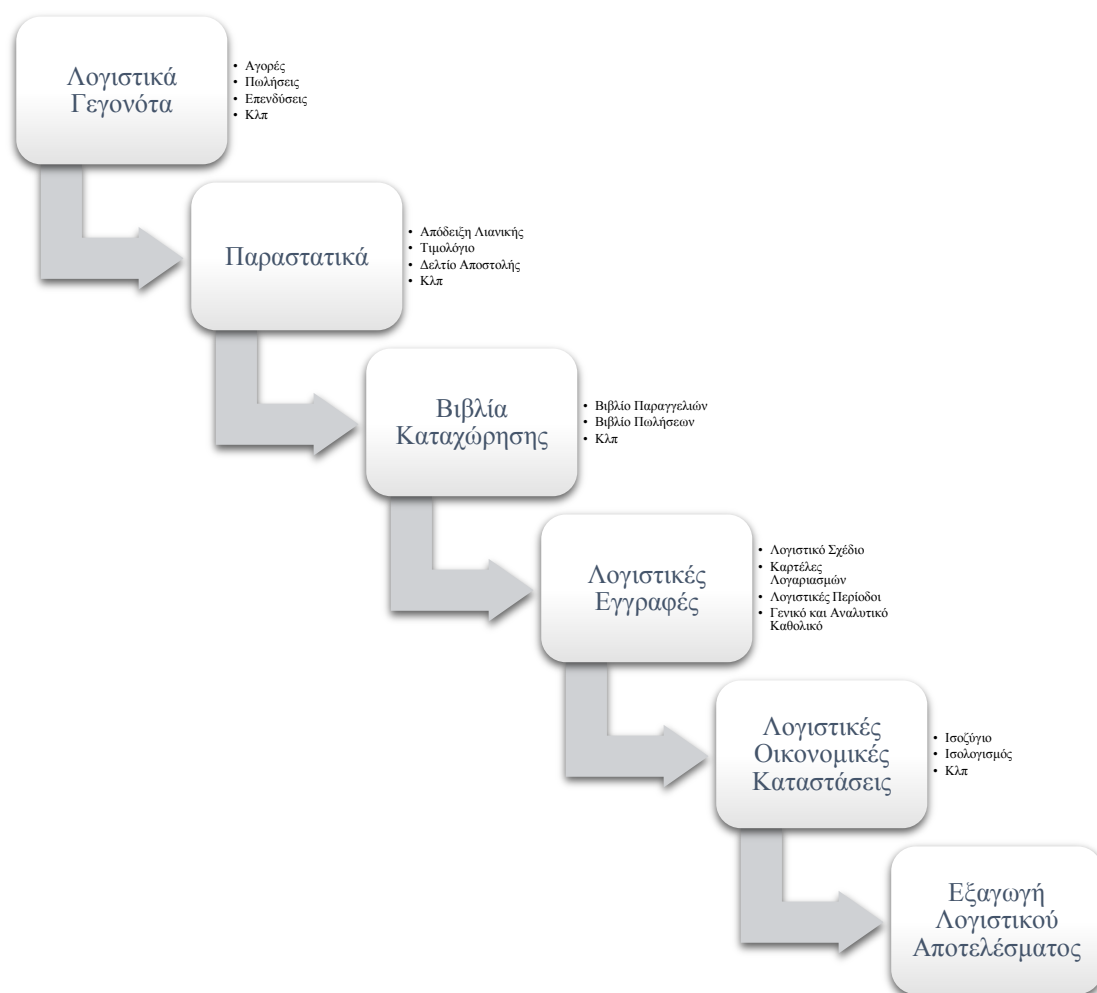 Λογιστικά
Γεγονότα
• Αγορές
• Πωλήσεις
• Επενδύσεις
• Κλπ
Παραστατικά
• Απόδειξη Λιανικής
• Τιμολόγιο
• Δελτίο Αποστολής
• Κλπ
Βιβλία
Καταχώρησης
• Βιβλίο Παραγγελιών
• Βιβλίο Πωλήσεων
• Κλπ
Λογιστικές
Εγγραφές
• Λογιστικό Σχέδιο
• Καρτέλες
Λογαριασμών
• Λογιστικές Περίοδοι
• Γενικό και Αναλυτικό
Καθολικό
Λογιστικές
Οικονομικές
Καταστάσεις
• Ισοζύγιο
• Ισολογισμός
• Κλπ
Εξαγωγή
Λογιστικού
Αποτελέσματος